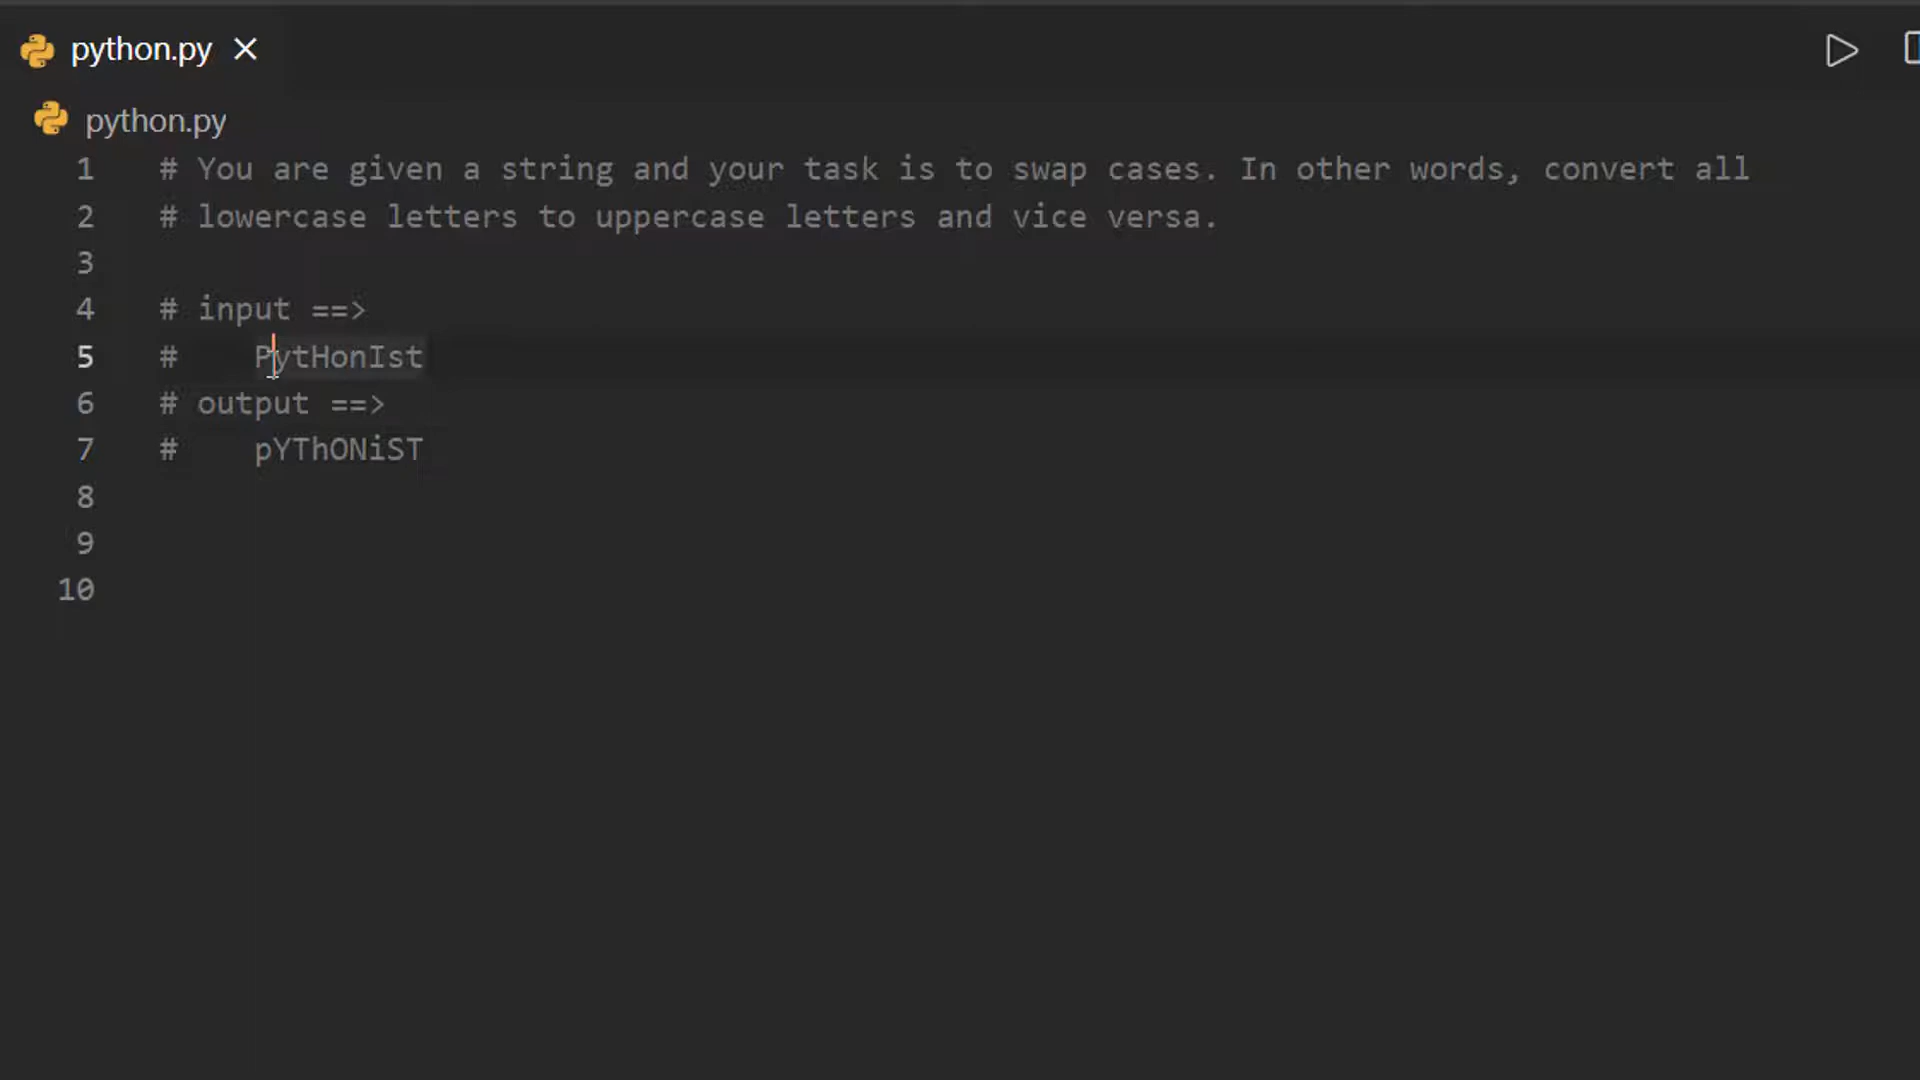 python.py
python.py
1 # You are given a string and your task is to swap cases. In other words, convert all
2 # lowercase letters to uppercase letters and vice versa.
3
4 # input ==>
5 #    PytHonIst
6 # output ==>
7 #    pYThONiST
8
9
10